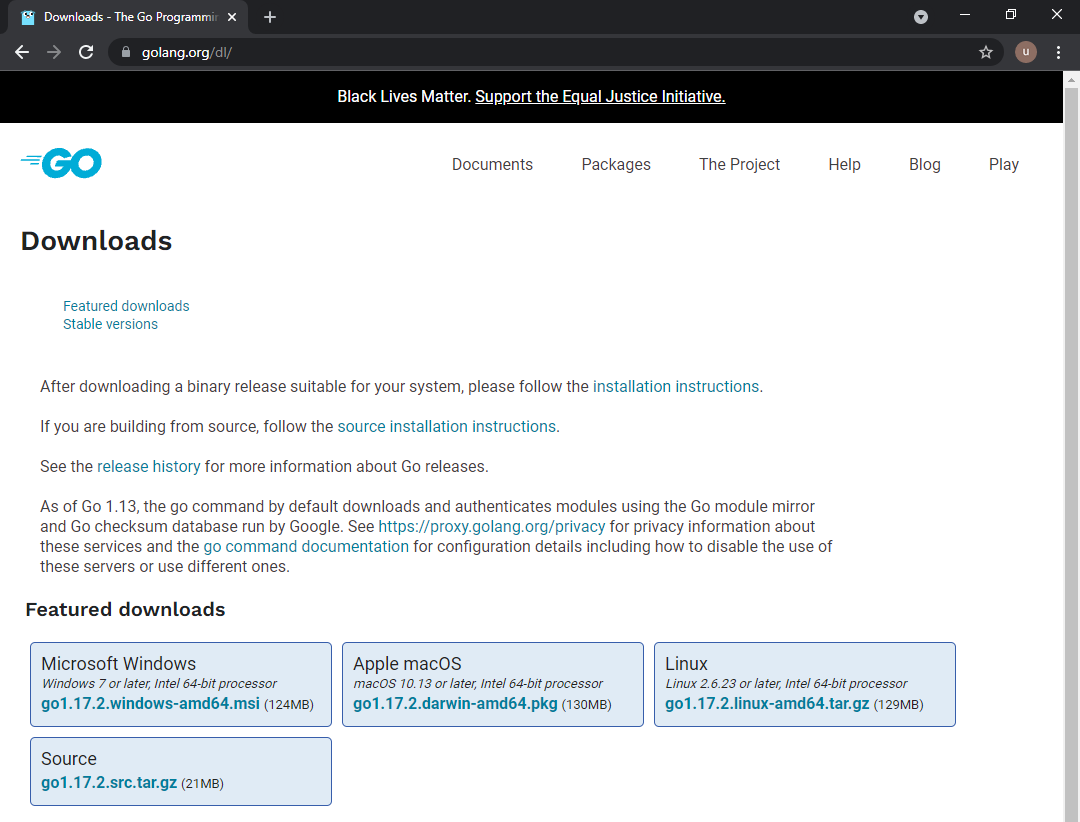 Downloads - The Go Programmin
golang.org/dl/
u
Black Lives Matter. Support the Equal Justice Initiative.
GO
Documents Packages The Project Help Blog Play
Downloads
Featured downloads
Stable versions
After downloading a binary release suitable for your system, please follow the installation instructions.
If you are building from source, follow the source installation instructions.
See the release history for more information about Go releases.
As of Go 1.13, the go command by default downloads and authenticates modules using the Go module mirror
and Go checksum database run by Google. See https://proxy.golang.org/privacy for privacy information about
these services and the go command documentation for configuration details including how to disable the use of
these servers or use different ones.
Featured downloads
Microsoft Windows
Windows 7 or later, Intel 64-bit processor
go1.17.2.windows-amd64.msi (124MB)
Apple macOS
macOS 10.13 or later, Intel 64-bit processor
go1.17.2.darwin-amd64.pkg (130MB)
Linux
Linux 2.6.23 or later, Intel 64-bit processor
go1.17.2.linux-amd64.tar.gz (129MB)
Source
go1.17.2.src.tar.gz (21MB)